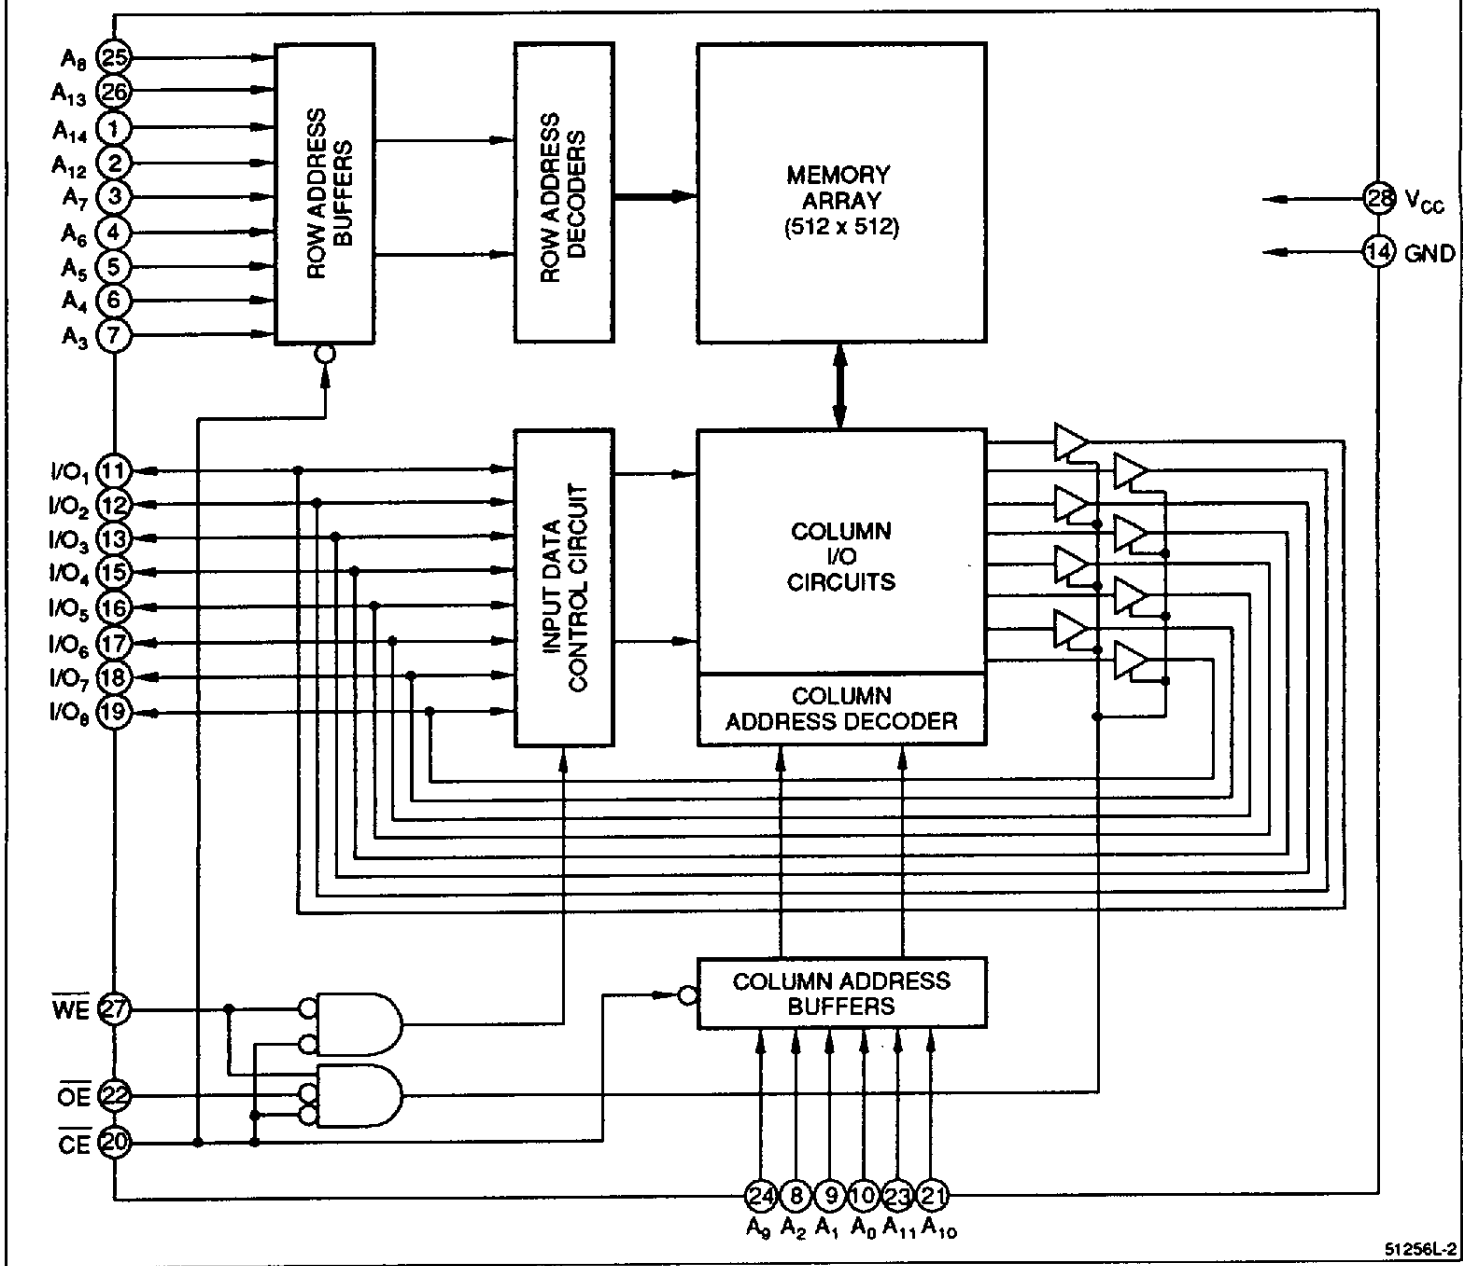 A8 25
A13 26
A14 1
A12 2
A7 3
A6 4
A5 5
A4 6
A3 7
ROW ADDRESS
BUFFERS
ROW ADDRESS
DECODERS
MEMORY
ARRAY
(512 x 512)
28 VCC
14 GND
I/O1 11
I/O2 12
I/O3 13
I/O4 15
I/O5 16
I/O6 17
I/O7 18
I/O8 19
INPUT DATA
CONTROL CIRCUIT
COLUMN
I/O
CIRCUITS
COLUMN
ADDRESS DECODER
COLUMN ADDRESS
BUFFERS
WE 27
OE 22
CE 20
24 8 9 10 23 21
A9 A2 A1 A0 A11 A10
51256L-2